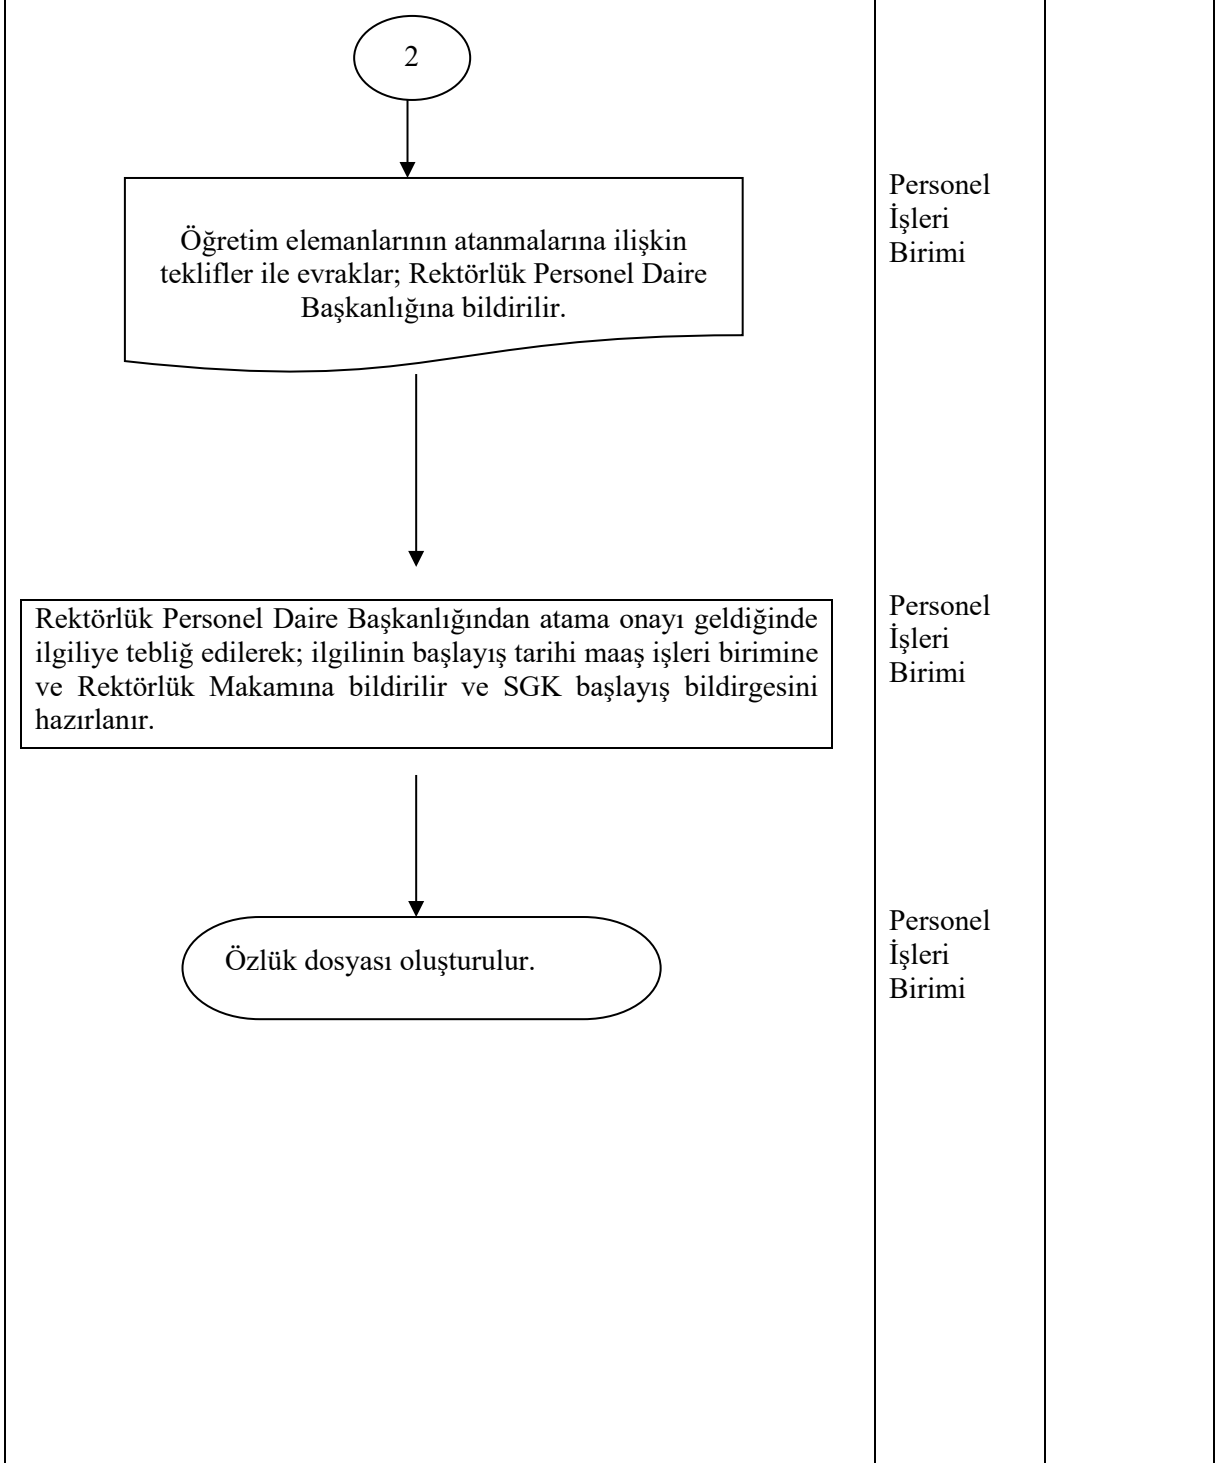 2
Öğretim elemanlarının atanmalarına ilişkin
teklifler ile evraklar; Rektörlük Personel Daire
Başkanlığına bildirilir.
Personel
İşleri
Birimi
Rektörlük Personel Daire Başkanlığından atama onayı geldiğinde
ilgiliye tebliğ edilerek; ilgilinin başlayış tarihi maaş işleri birimine
ve Rektörlük Makamına bildirilir ve SGK başlayış bildirgesini
hazırlanır.
Personel
İşleri
Birimi
Özlük dosyası oluşturulur.
Personel
İşleri
Birimi